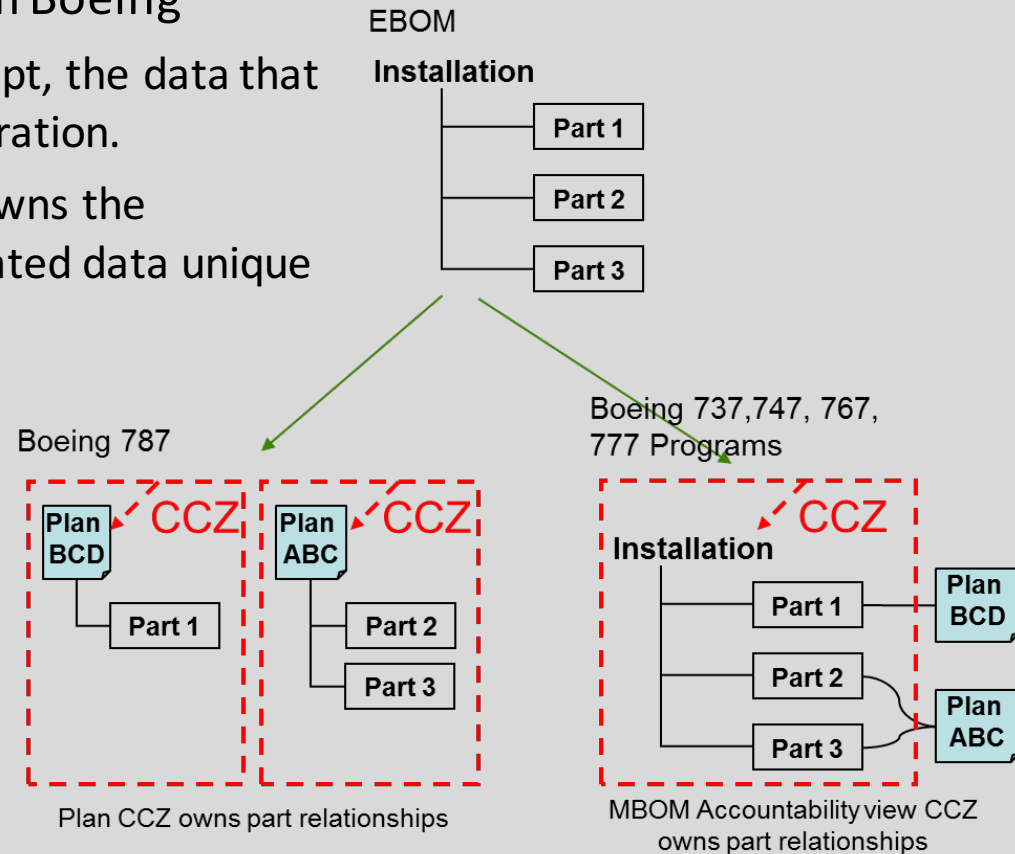 n Boeing
pt, the data that
ration.
wns the
ated data unique
EBOM
Installation
Part 1
Part 2
Part 3
Boeing 787
CCZ
Plan
BCD
Part 1
CCZ
Plan
ABC
Part 2
Part 3
Plan CCZ owns part relationships
Boeing 737,747, 767,
777 Programs
CCZ
Installation
Part 1
Part 2
Part 3
Plan
BCD
Plan
ABC
MBOM Accountability view CCZ
owns part relationships